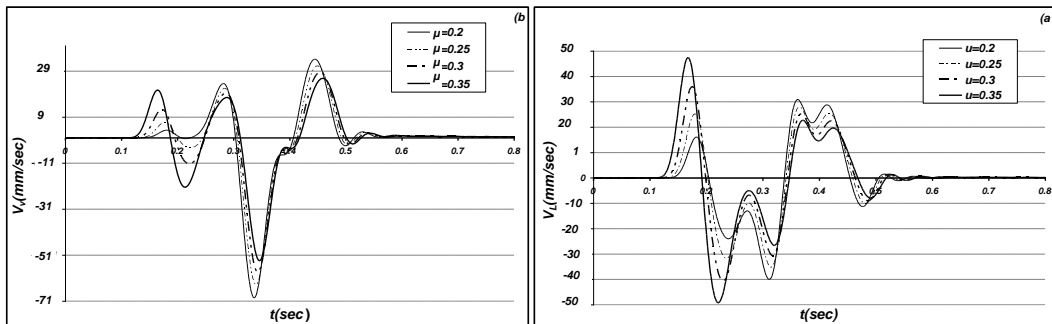 (b
μ=0.2
μ=0.25
μ=0.3
μ=0.35
29
9
-11
-31
-51
-71
0
0.1
0.2
0.3
0.4
0.5
0.6
0.7
0.8
Vv(mm/sec)
t(sec)
(a
u=0.2
u=0.25
u=0.3
u=0.35
50
40
30
20
10
0
-10
-20
-30
-40
-50
0
0.1
0.2
0.3
0.4
0.5
0.6
0.7
0.8
VL(mm/sec)
t(sec)